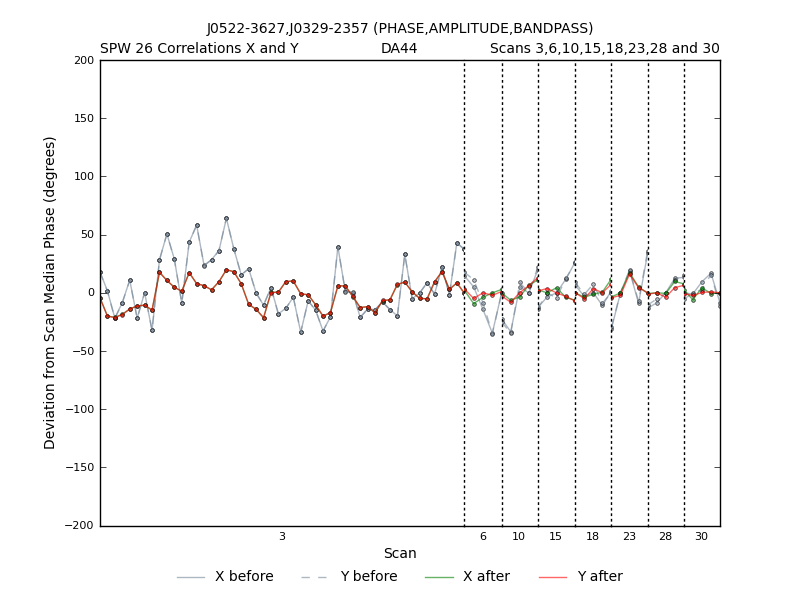 J0522-3627,J0329-2357 (PHASE,AMPLITUDE,BANDPASS)
SPW 26 Correlations X and Y DA44 Scans 3,6,10,15,18,23,28 and 30
200
150
100
50
0
−50
−100
−150
−200
Deviation from Scan Median Phase (degrees)
3 6 10 15 18 23 28 30
Scan
X before Y before X after Y after